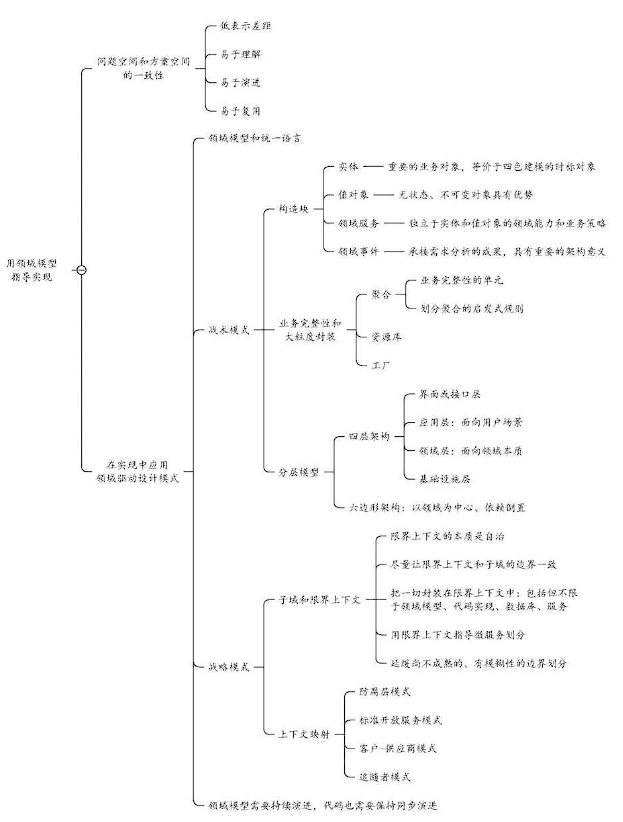 用领域模型
指导实现
问题空间和方案空间
的一致性
低表示差距
易于理解
易于演进
易于复用
在实现中应用
领域驱动设计模式
领域模型和统一语言
战术模式
构造块
实体
重要的业务对象，等价于四色建模的时标对象
值对象
无状态、不可变对象具有优势
领域服务
独立于实体和值对象的领域能力和业务策略
领域事件
承接需求分析的成果，具有重要的架构意义
业务完整性和
大粒度封装
聚合
业务完整性的单元
划分聚合的启发式规则
资源库
工厂
分层模型
四层架构
界面或接口层
应用层：面向用户场景
领域层：面向领域本质
基础设施层
六边形架构：以领域为中心、依赖倒置
战略模式
子域和限界上下文
限界上下文的本质是自治
尽量让限界上下文和子域的边界一致
把一切封装在限界上下文中：包括但不限
于领域模型、代码实现、数据库、服务
用限界上下文指导微服务划分
延缓尚不成熟的、有模糊性的边界划分
上下文映射
防腐层模式
标准开放服务模式
客户-供应商模式
追随者模式
领域模型需要持续演进，代码也需要保持同步演进